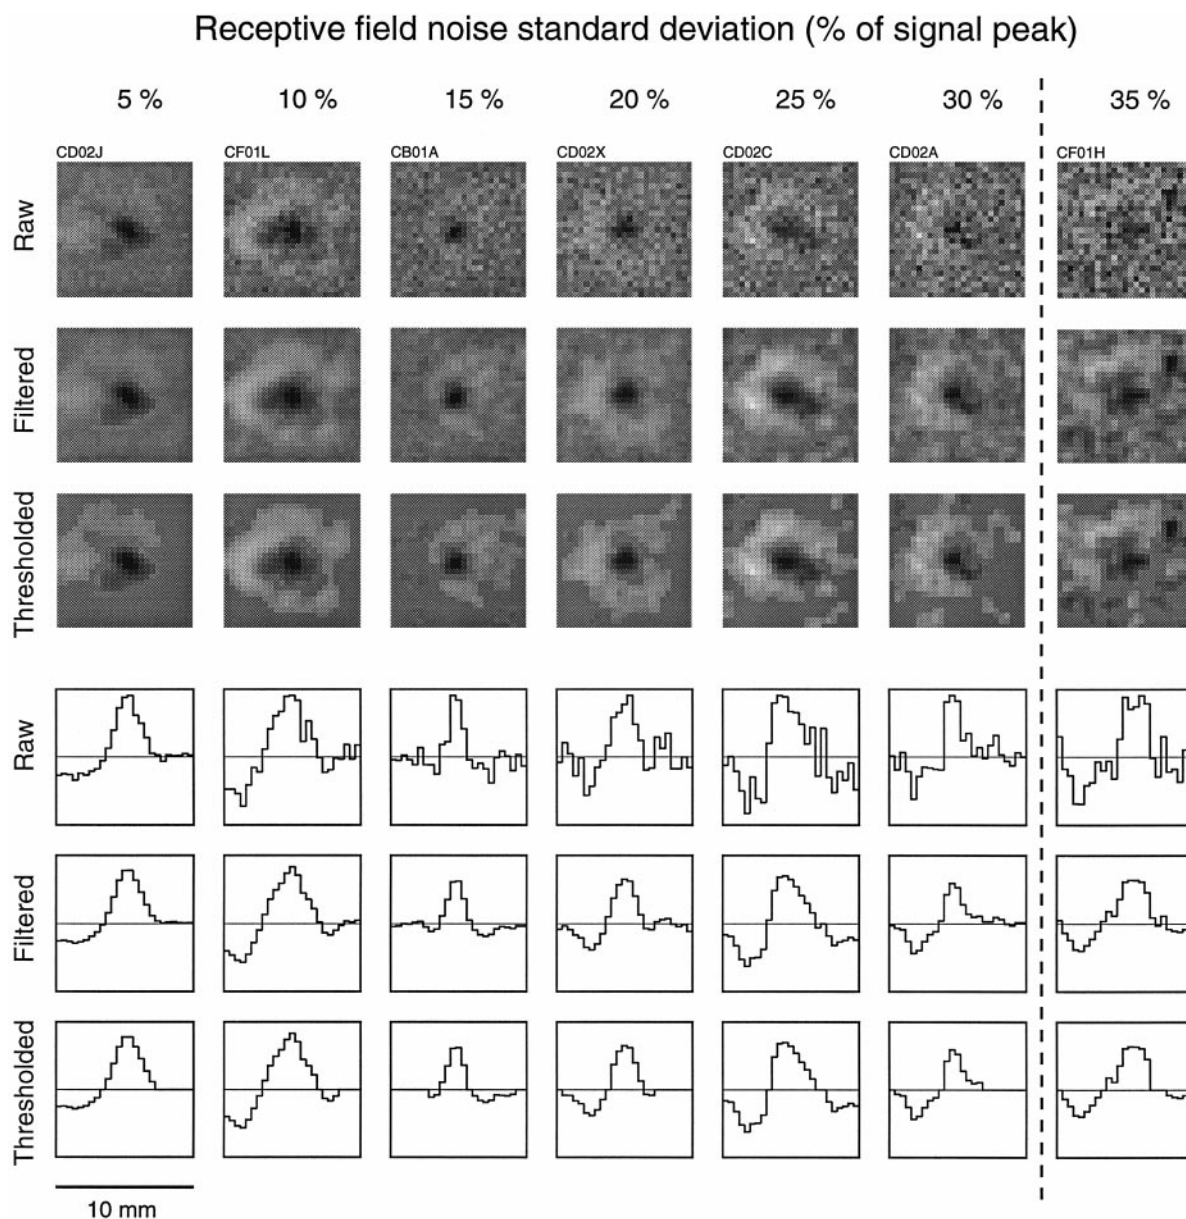 Receptive field noise standard deviation (% of signal peak)
5 % 10 % 15 % 20 % 25 % 30 % 35 %
CD02J CF01L CB01A CD02X CD02C CD02A CF01H
Raw
Filtered
Thresholded
Raw
Filtered
Thresholded
10 mm